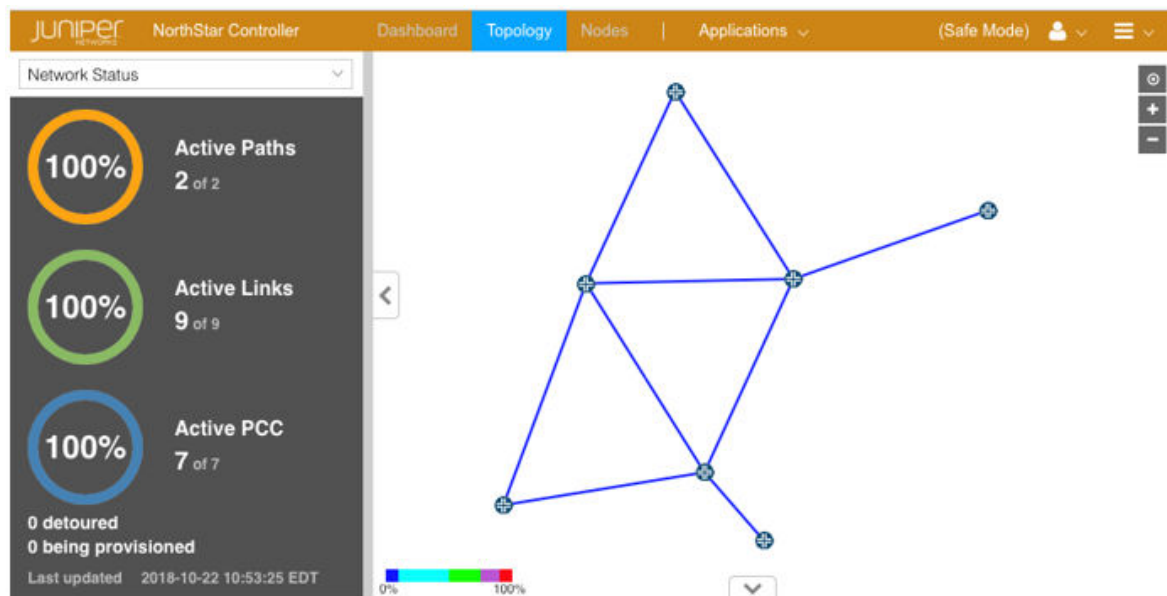 JUNIPER NETWORKS NorthStar Controller Dashboard Topology Nodes | Applications (Safe Mode)
Network Status
100% Active Paths
2 of 2
100% Active Links
9 of 9
100% Active PCC
7 of 7
0 detoured
0 being provisioned
Last updated 2018-10-22 10:53:25 EDT
0% 100%